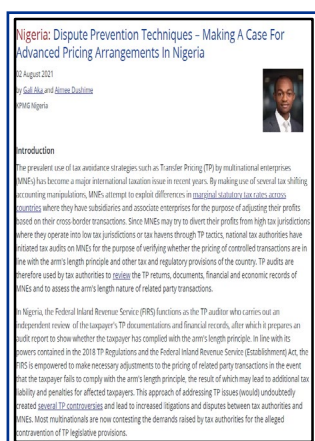 Nigeria: Dispute Prevention Techniques – Making A Case For
Advanced Pricing Arrangements In Nigeria
02 August 2021
by Gali Aka and Aimee Dushime
KPMG Nigeria
Introduction
The prevalent use of tax avoidance strategies such as Transfer Pricing (TP) by multinational enterprises
(MNEs) has become a major international taxation issue in recent years. By making use of several tax shifting
accounting manipulations, MNEs attempt to exploit differences in marginal statutory tax rates across
countries where they have subsidiaries and associate enterprises for the purpose of adjusting their profits
based on their cross-border transactions. Since MNEs may try to divert their profits from high tax jurisdictions
where they operate into low tax jurisdictions or tax havens through TP tactics, national tax authorities have
initiated tax audits on MNEs for the purpose of verifying whether the pricing of controlled transactions are in
line with the arm's length principle and other tax and regulatory provisions of the country. TP audits are
therefore used by tax authorities to review the TP returns, documents, financial and economic records of
MNEs and to assess the arm's length nature of related party transactions.
In Nigeria, the Federal Inland Revenue Service (FIRS) functions as the TP auditor who carries out an
independent review of the taxpayer's TP documentations and financial records, after which it prepares an
audit report to show whether the taxpayer has complied with the arm's length principle. In line with its
powers contained in the 2018 TP Regulations and the Federal Inland Revenue Service (Establishment) Act, the
FIRS is empowered to make necessary adjustments to the pricing of related party transactions in the event
that the taxpayer fails to comply with the arm's length principle, the result of which may lead to additional tax
liability and penalties for affected taxpayers. This approach of addressing TP issues (would) undoubtedly
created several TP controversies and lead to increased litigations and disputes between tax authorities and
MNEs. Most multinationals are now contesting the demands raised by tax authorities for the alleged
contravention of TP legislative provisions.